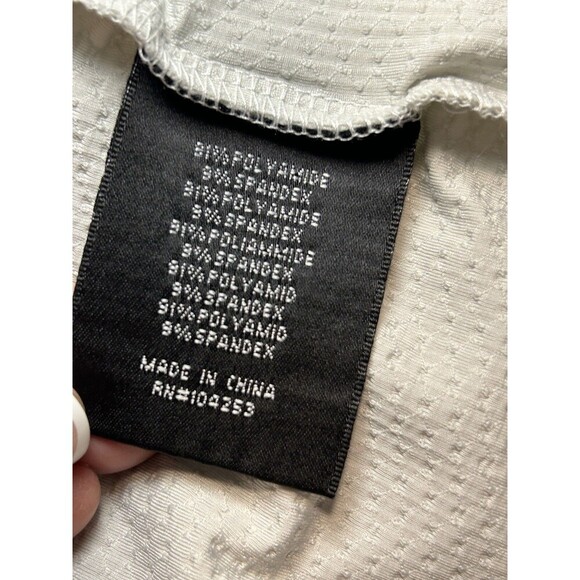 91% POLYAMIDE
9% SPANDEX
91% POLYAMIDE
9% SPANDEX
91% POLIAMMIDE
9% SPANDEX
91% POLYAMID
9% SPANDEX
91% POLYAMID
9% SPANDEX
MADE IN CHINA
RN#104253